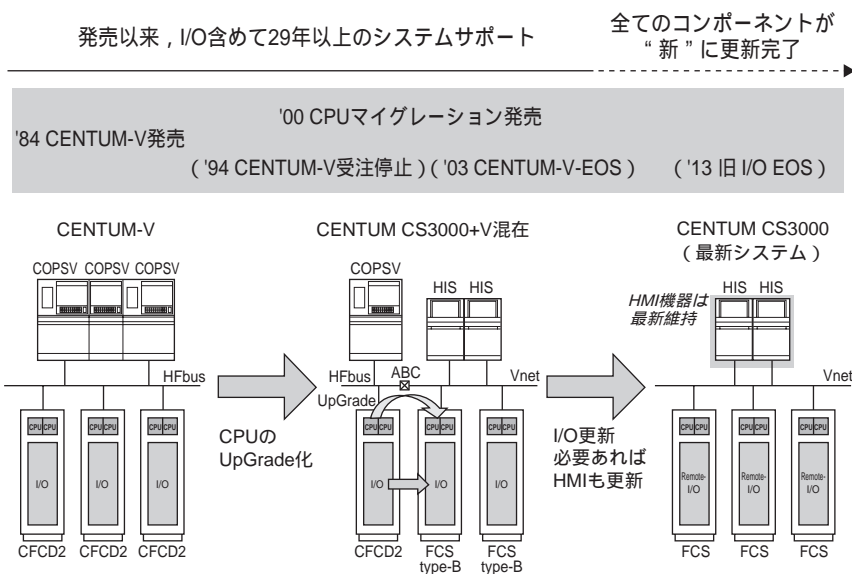 発売以来,I/O含めて29年以上のシステムサポート
全てのコンポーネントが
“新”に更新完了
'00 CPUマイグレーション発売
'84 CENTUM-V発売
('94 CENTUM-V受注停止)('03 CENTUM-V-EOS)
('13 旧 I/O EOS)
CENTUM-V
COPSV COPSV COPSV
HFbus
CPU CPU
CPU CPU
CPU CPU
I/O
I/O
I/O
CFCD2 CFCD2 CFCD2
CPUの
UpGrade化
CENTUM CS3000+V混在
COPSV
HIS HIS
HFbus
ABC
Vnet
UpGrade
CPU CPU
CPU CPU
CPU CPU
I/O
I/O
I/O
CFCD2
FCS
type-B
FCS
type-B
I/O更新
必要あれば
HMIも更新
CENTUM CS3000
(最新システム)
HIS HIS
HMI機器は
最新維持
Vnet
CPU CPU
CPU CPU
CPU CPU
Remote-
I/O
Remote-
I/O
Remote-
I/O
FCS
FCS
FCS